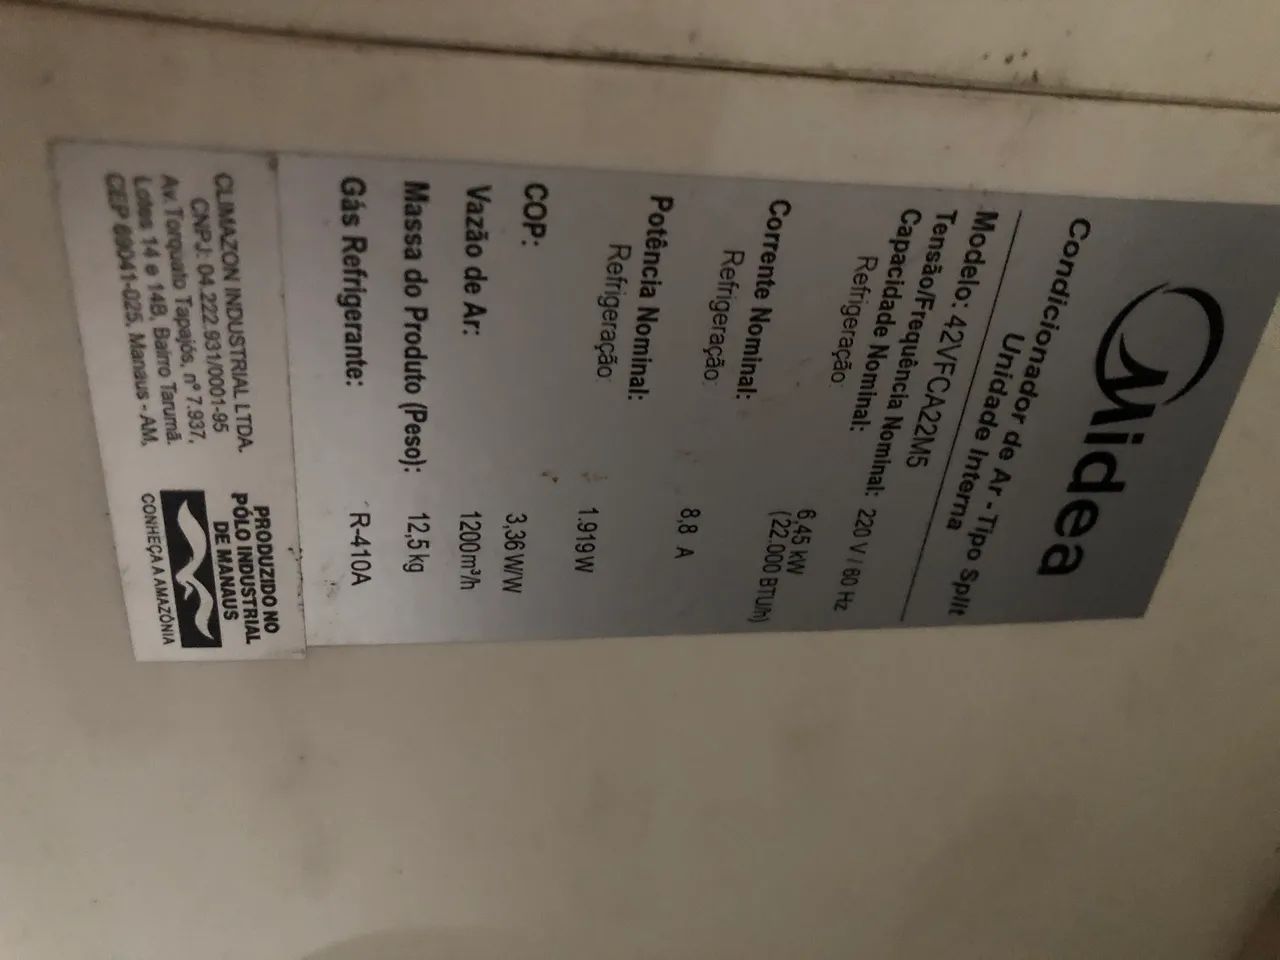 Midea
Condicionador de Ar - Tipo Split
Unidade Interna
Modelo: 42VFCA22M5
Tensão/Frequência Nominal: 220 V / 60 Hz
Capacidade Nominal:
Refrigeração: 6,45 kW
(22.000 BTU/h)
Corrente Nominal:
Refrigeração: 8,8 A
Potência Nominal:
Refrigeração: 1.919 W
COP: 3,36 W/W
Vazão de Ar: 1200m³/h
Massa do Produto (Peso): 12,5 kg
Gás Refrigerante: R-410A
CLIMAZON INDUSTRIAL LTDA.
CNPJ: 04.222.931/0001-95
Av. Torquato Tapajós, nº 7.937,
Lotes 14 e 14B, Bairro Tarumã.
CEP 69041-025, Manaus - AM,
PRODUZIDO NO
PÓLO INDUSTRIAL
DE MANAUS
CONHEÇA A AMAZÔNIA